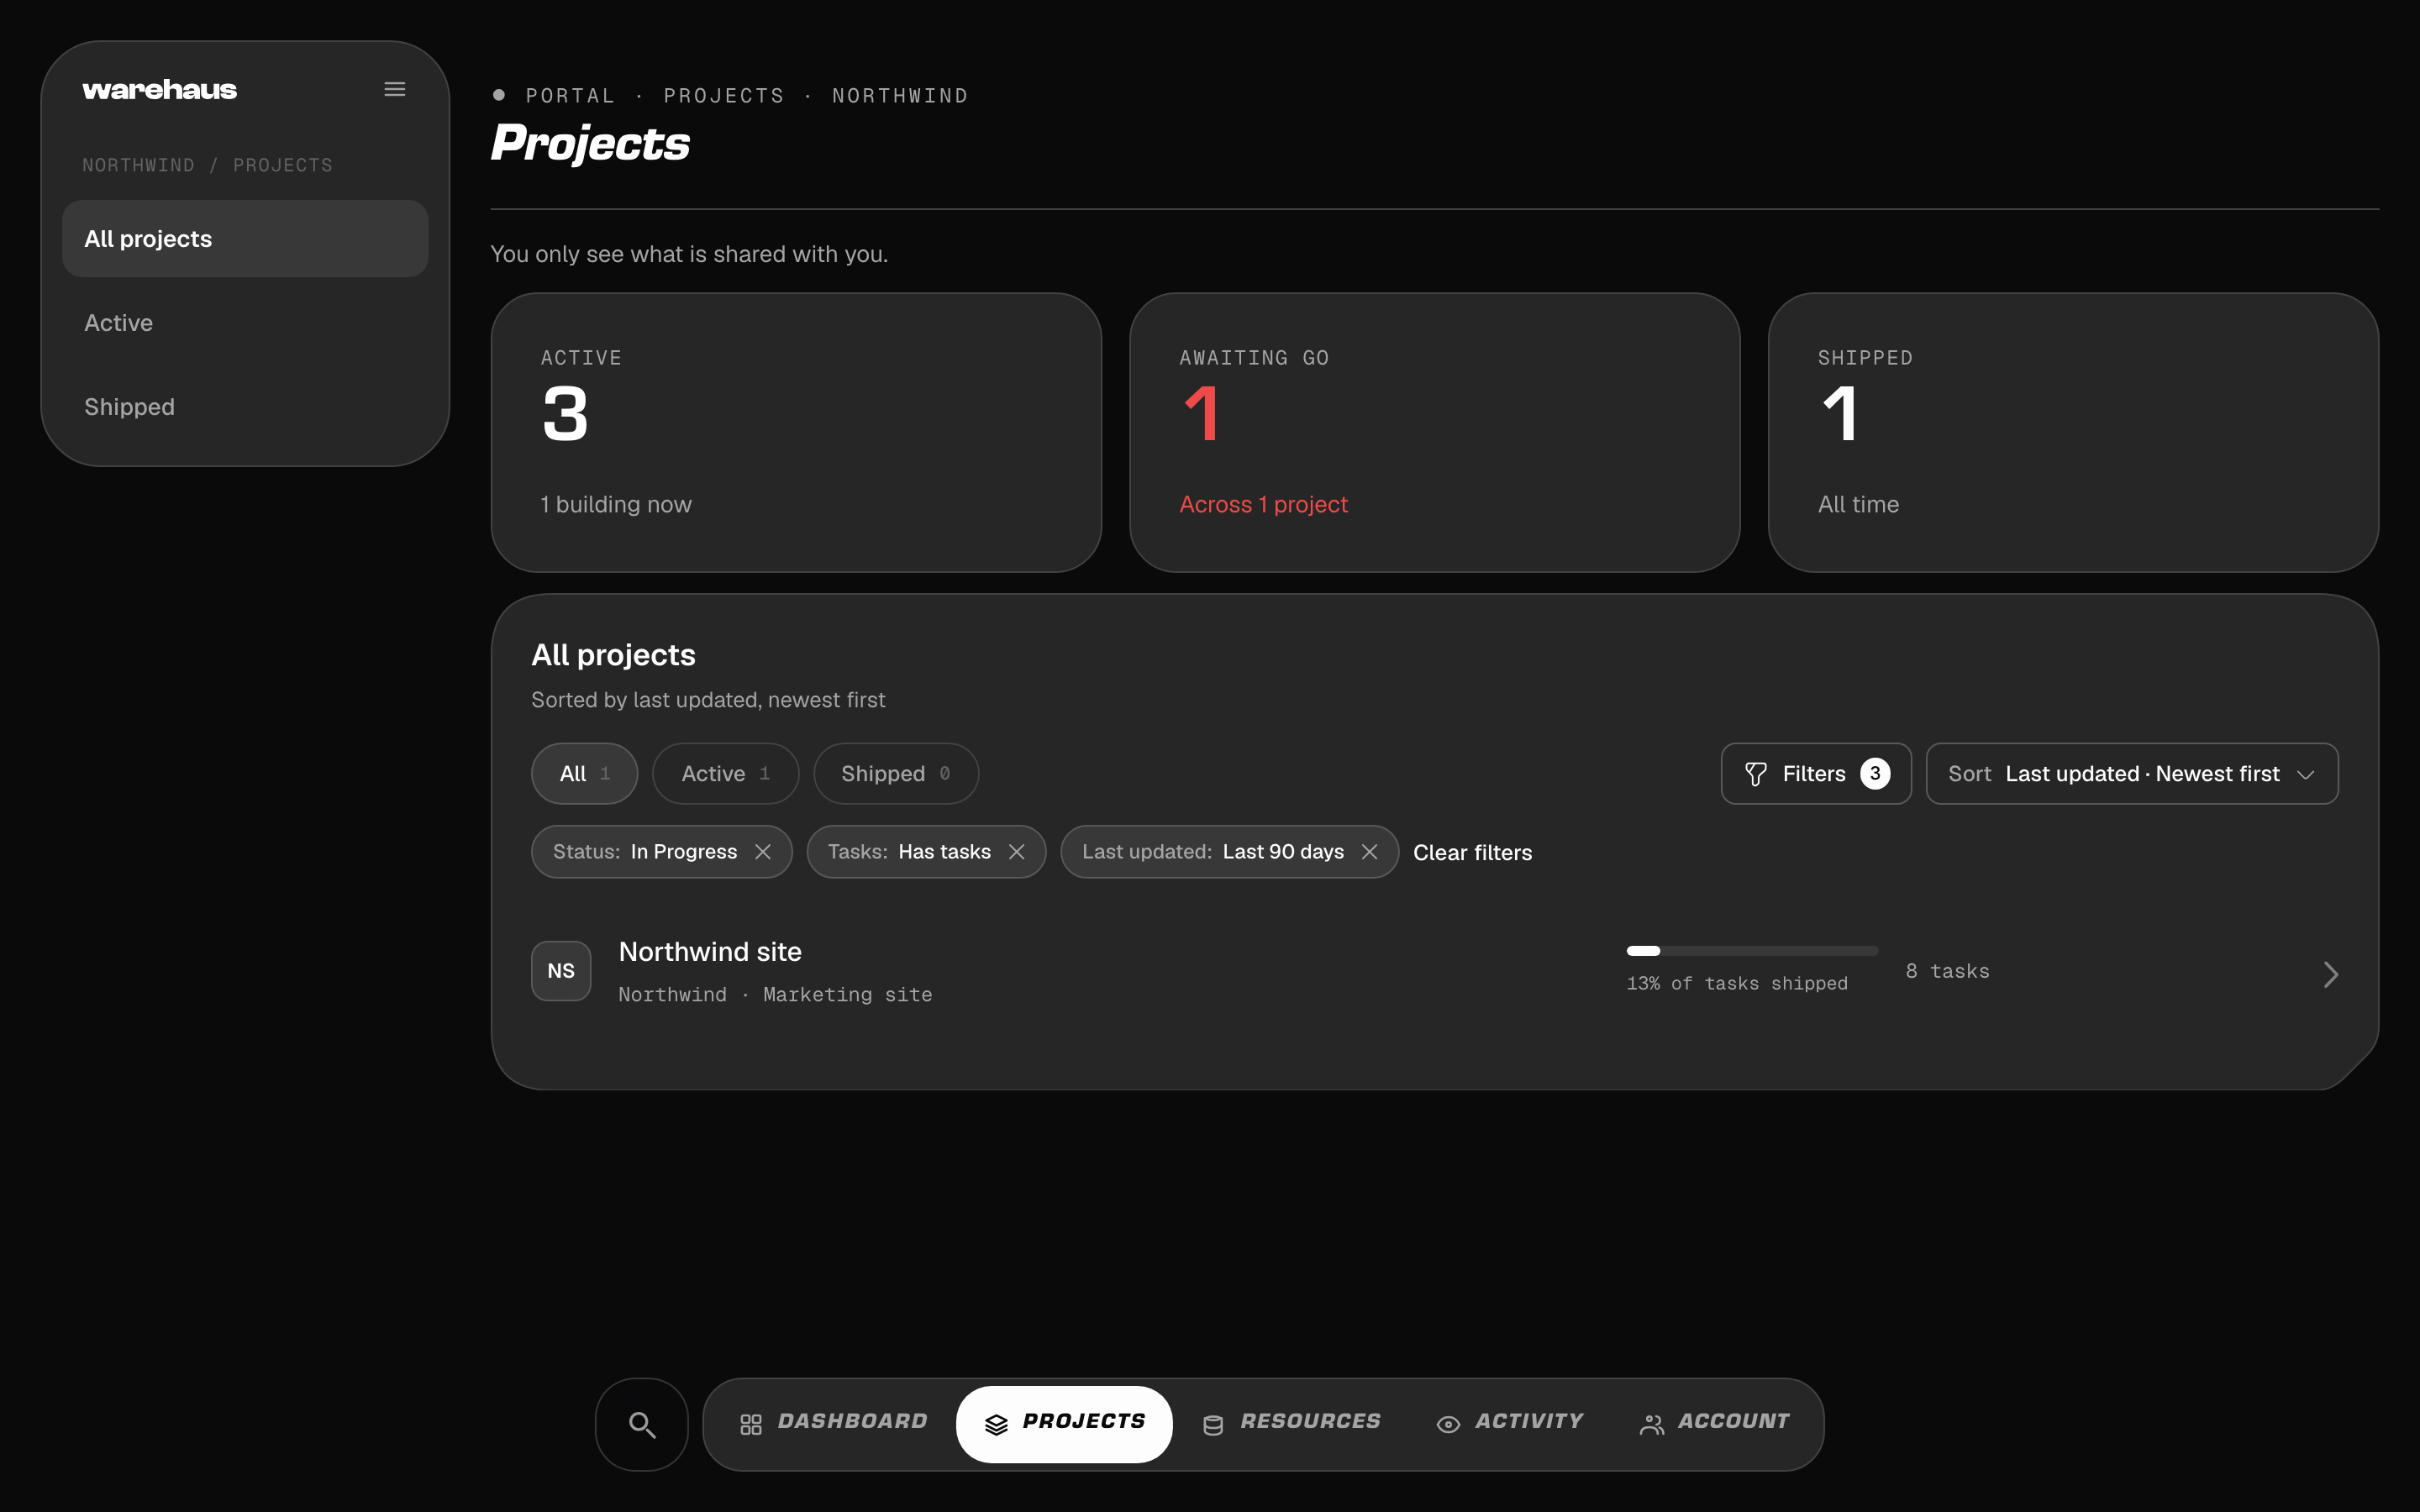 warehaus
NORTHWIND / PROJECTS
All projects
Active
Shipped
PORTAL · PROJECTS · NORTHWIND
Projects
You only see what is shared with you.
ACTIVE
3
1 building now
AWAITING GO
1
Across 1 project
SHIPPED
1
All time
All projects
Sorted by last updated, newest first
All 1
Active 1
Shipped 0
Filters 3
Sort Last updated · Newest first
Status: In Progress
Tasks: Has tasks
Last updated: Last 90 days
Clear filters
NS
Northwind site
Northwind · Marketing site
13% of tasks shipped
8 tasks
DASHBOARD
PROJECTS
RESOURCES
ACTIVITY
ACCOUNT